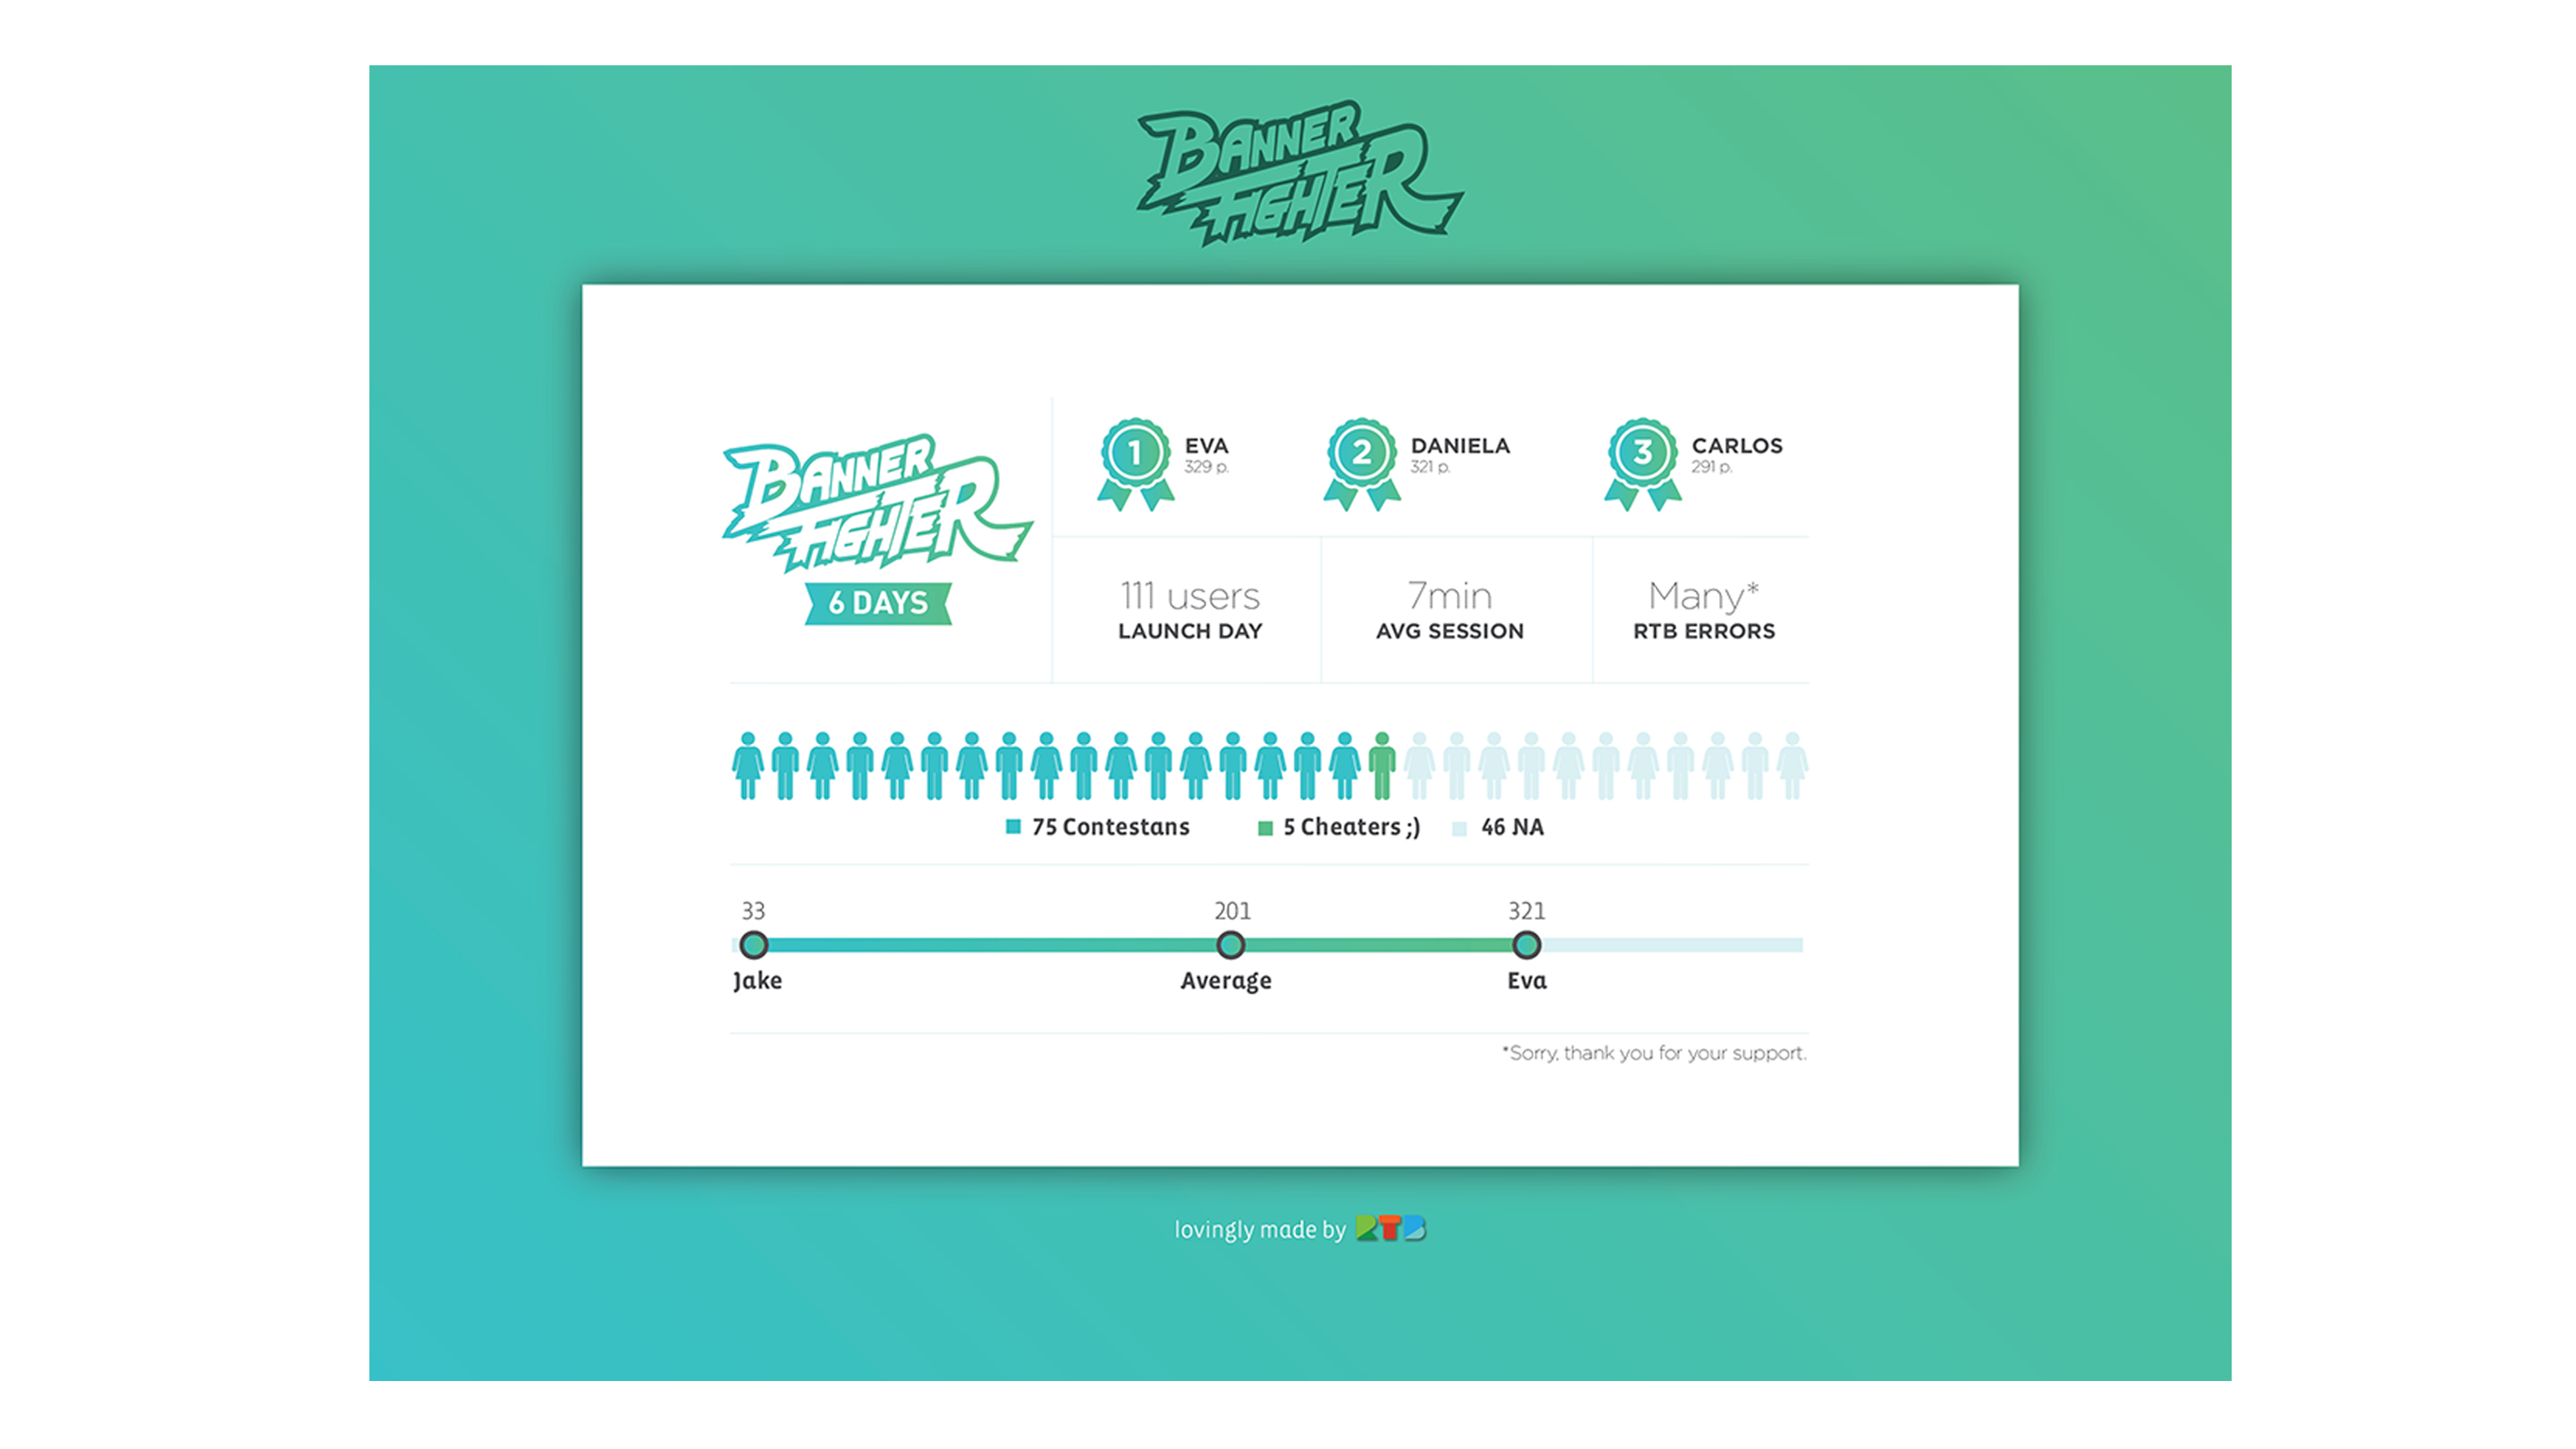 BANNER
FIGHTER
BANNER
FIGHTER
6 DAYS
1 EVA
329 p.
2 DANIELA
321 p.
3 CARLOS
291 p.
111 users
LAUNCH DAY
7min
AVG SESSION
Many*
RTB ERRORS
75 Contestans 5 Cheaters ;) 46 NA
33 201 321
Jake Average Eva
*Sorry, thank you for your support.
lovingly made by RTB